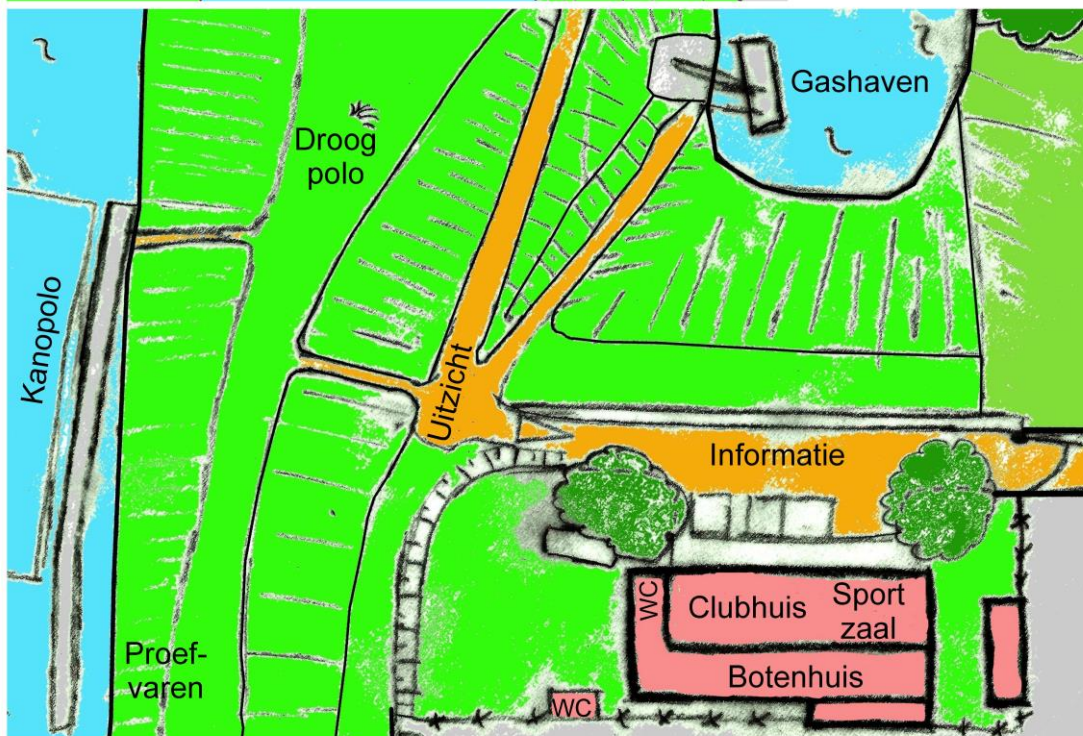 Gashaven
Droog
polo
Kanopolo
Uitzicht
Informatie
WC
Clubhuis
Sport
zaal
Botenhuis
Proef-
varen
WC